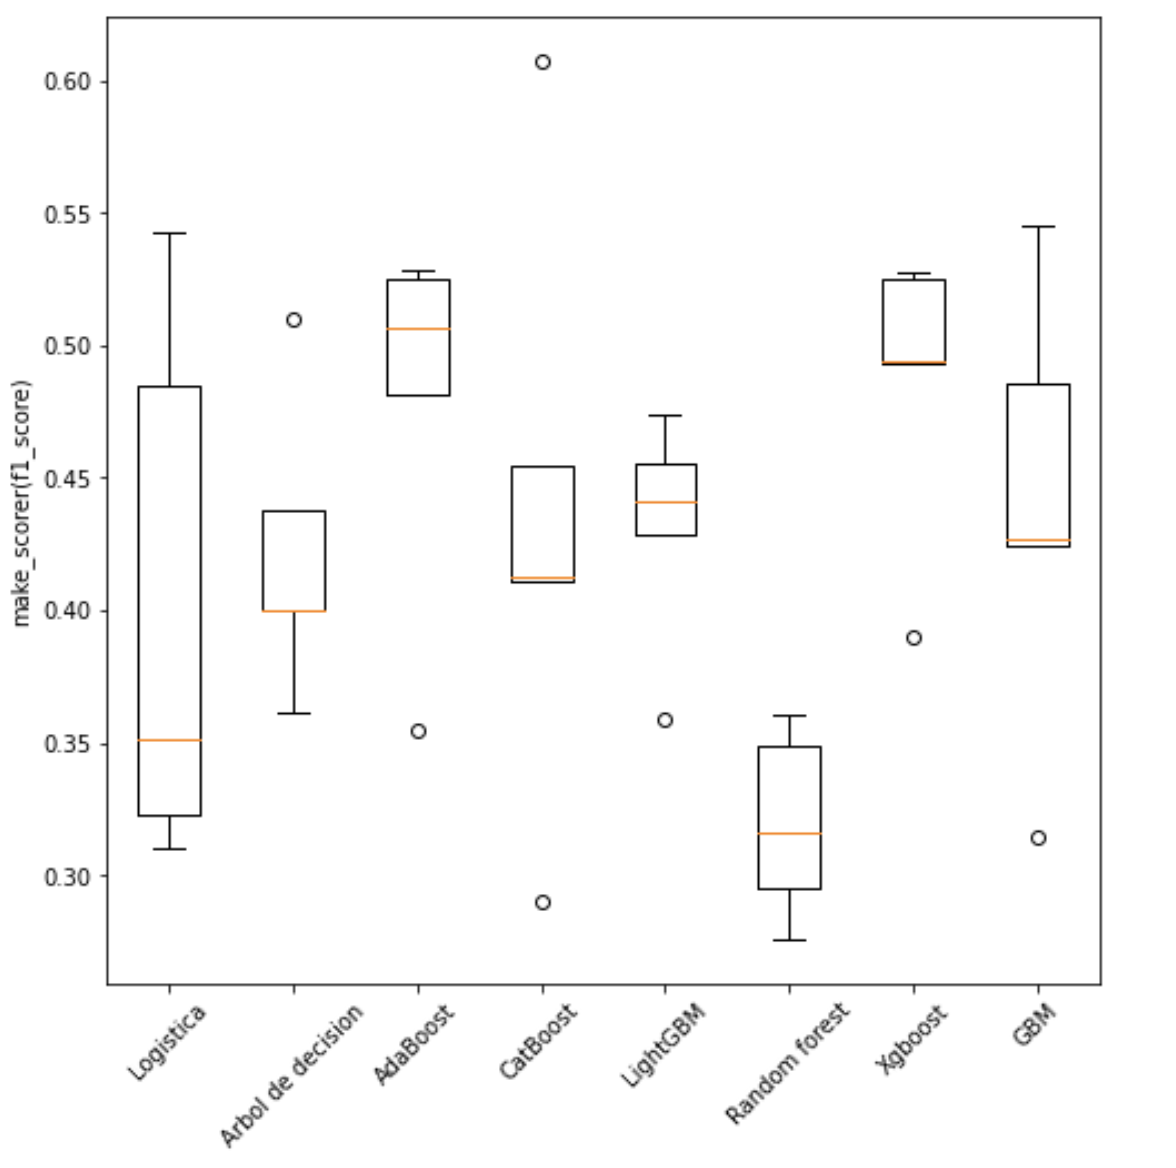 make_scorer(f1_score)
0.60
0.55
0.50
0.45
0.40
0.35
0.30
Logistica
Arbol de decision
AdaBoost
CatBoost
LightGBM
Random forest
Xgboost
GBM